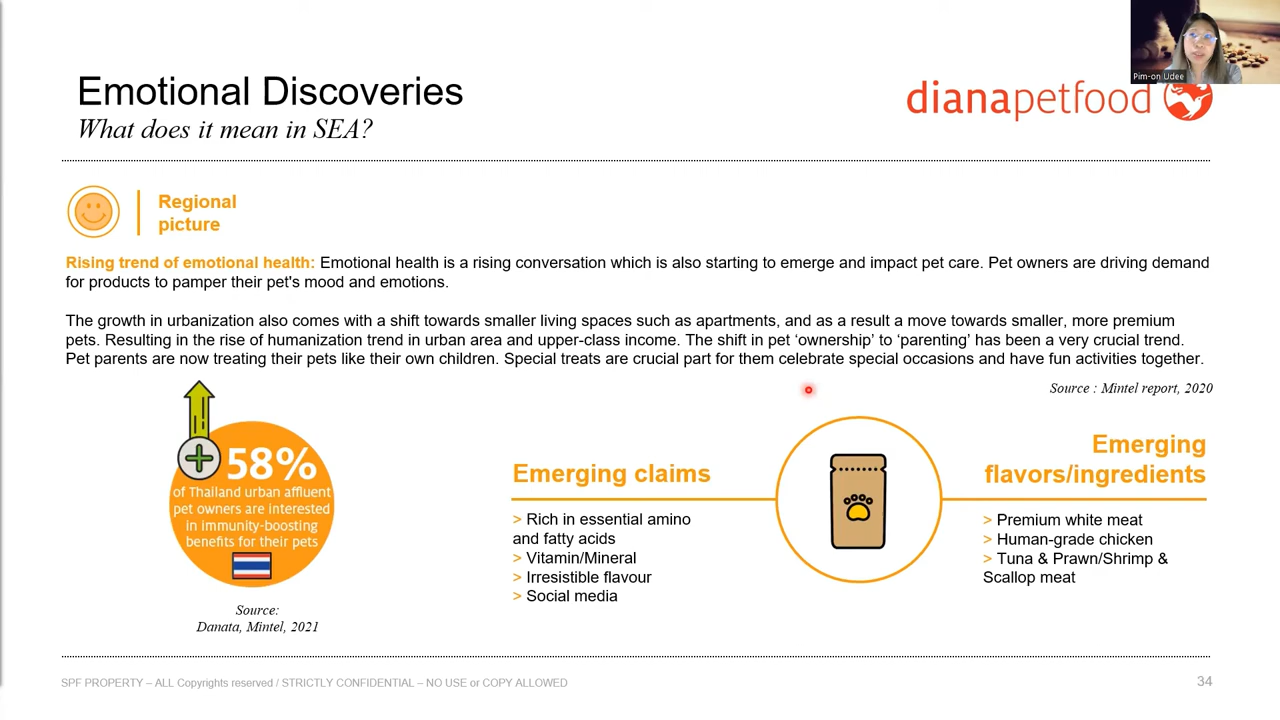 Pim-on Udee
Emotional Discoveries
What does it mean in SEA?
dianapetfood
Regional
picture
Rising trend of emotional health: Emotional health is a rising conversation which is also starting to emerge and impact pet care. Pet owners are driving demand
for products to pamper their pet's mood and emotions.
The growth in urbanization also comes with a shift towards smaller living spaces such as apartments, and as a result a move towards smaller, more premium
pets. Resulting in the rise of humanization trend in urban area and upper-class income. The shift in pet ‘ownership’ to ‘parenting’ has been a very crucial trend.
Pet parents are now treating their pets like their own children. Special treats are crucial part for them celebrate special occasions and have fun activities together.
Source : Mintel report, 2020
58%
of Thailand urban affluent
pet owners are interested
in immunity-boosting
benefits for their pets
Source:
Danata, Mintel, 2021
Emerging claims
> Rich in essential amino
and fatty acids
> Vitamin/Mineral
> Irresistible flavour
> Social media
Emerging
flavors/ingredients
> Premium white meat
> Human-grade chicken
> Tuna & Prawn/Shrimp &
Scallop meat
SPF PROPERTY – ALL Copyrights reserved / STRICTLY CONFIDENTIAL – NO USE or COPY ALLOWED
34